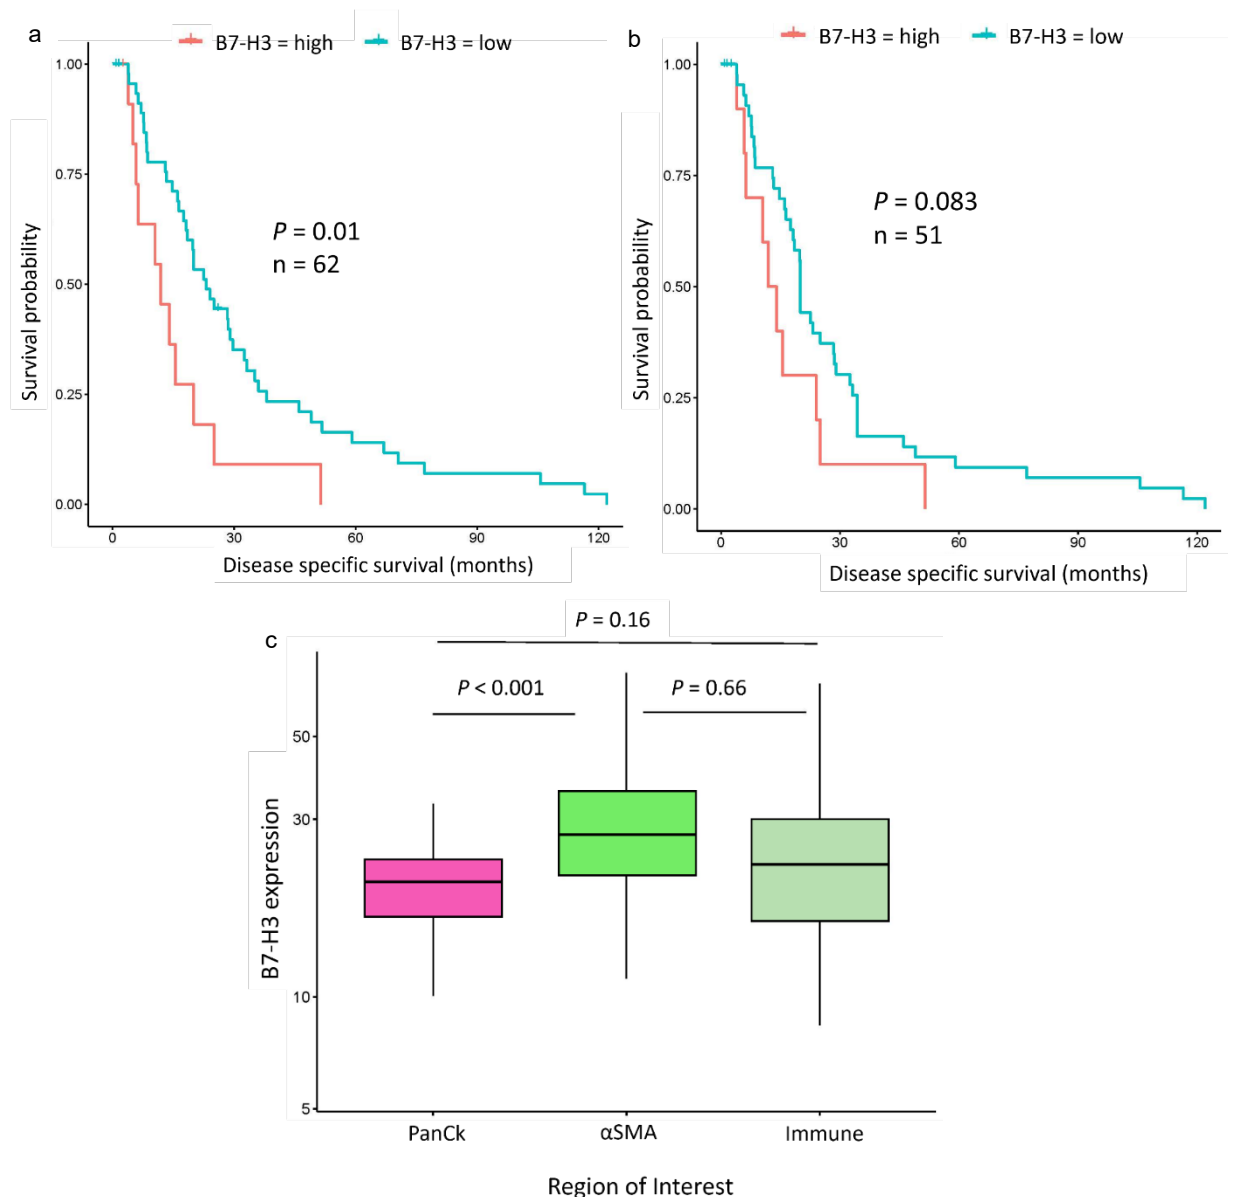 a
B7-H3 = high
B7-H3 = low
1.00
0.75
0.50
0.25
0.00
Survival probability
P = 0.01
n = 62
0
30
60
90
120
Disease specific survival (months)
b
B7-H3 = high
B7-H3 = low
1.00
0.75
0.50
0.25
0.00
Survival probability
P = 0.083
n = 51
0
30
60
90
120
Disease specific survival (months)
c
P = 0.16
P < 0.001
P = 0.66
50
30
10
5
B7-H3 expression
PanCk
αSMA
Immune
Region of Interest